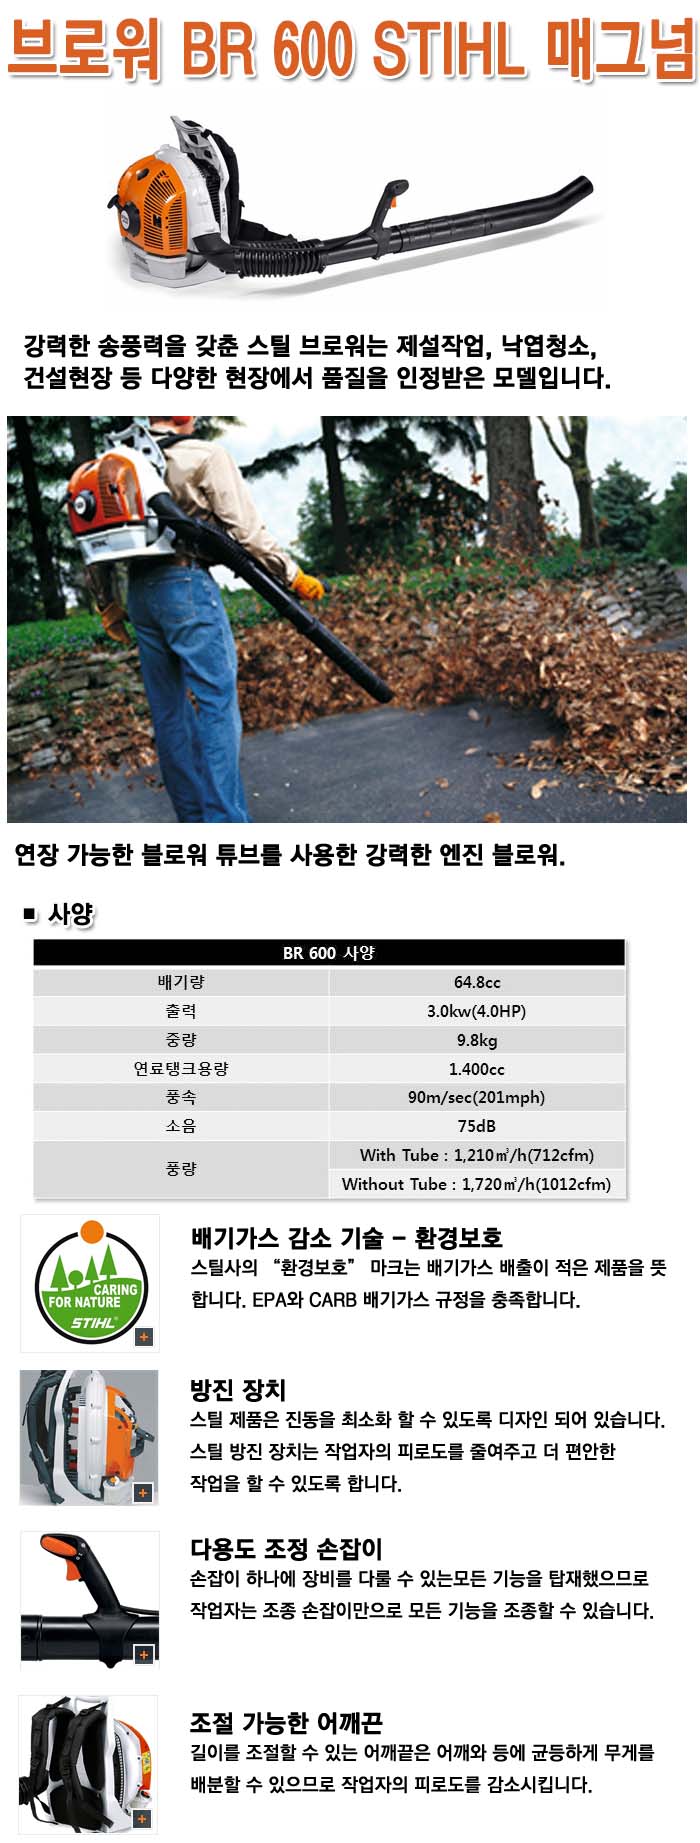 브로워 BR 600 STIHL 매그넘
강력한 송풍력을 갖춘 스틸 브로워는 제설작업, 낙엽청소,
건설현장 등 다양한 현장에서 품질을 인정받은 모델입니다.
연장 가능한 블로워 튜브를 사용한 강력한 엔진 블로워.
■ 사양
BR 600 사양
배기량 64.8cc
출력 3.0kw(4.0HP)
중량 9.8kg
연료탱크용량 1.400cc
풍속 90m/sec(201mph)
소음 75dB
풍량 With Tube : 1,210㎥/h(712cfm)
Without Tube : 1,720㎥/h(1012cfm)
CARING
FOR NATURE
STIHL®
배기가스 감소 기술 - 환경보호
스틸사의 “환경보호” 마크는 배기가스 배출이 적은 제품을 뜻
합니다. EPA와 CARB 배기가스 규정을 충족합니다.
방진 장치
스틸 제품은 진동을 최소화 할 수 있도록 디자인 되어 있습니다.
스틸 방진 장치는 작업자의 피로도를 줄여주고 더 편안한
작업을 할 수 있도록 합니다.
다용도 조정 손잡이
손잡이 하나에 장비를 다룰 수 있는모든 기능을 탑재했으므로
작업자는 조종 손잡이만으로 모든 기능을 조종할 수 있습니다.
조절 가능한 어깨끈
길이를 조절할 수 있는 어깨끝은 어깨와 등에 균등하게 무게를
배분할 수 있으므로 작업자의 피로도를 감소시킵니다.